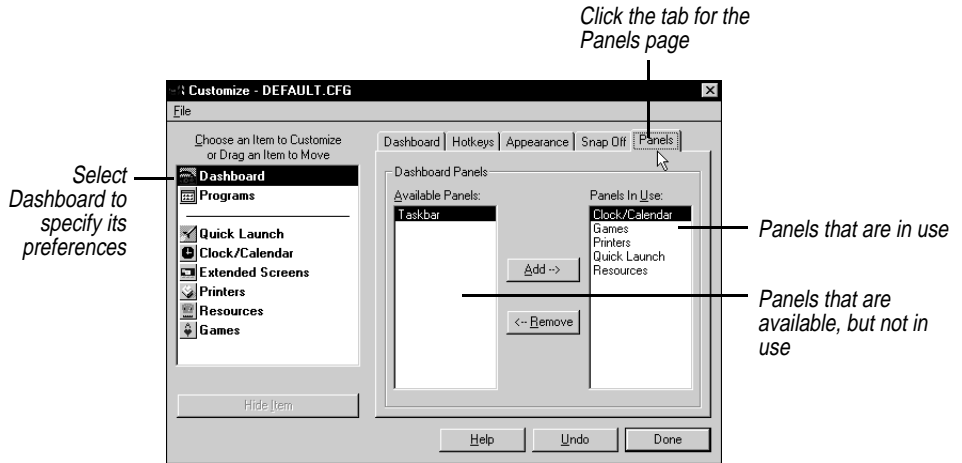 Click the tab for the
Panels page
Customize - DEFAULT.CFG
File
Choose an Item to Customize
or Drag an Item to Move
Dashboard
Programs
Quick Launch
Clock/Calendar
Extended Screens
Printers
Resources
Games
Hide Item
Dashboard Hotkeys Appearance Snap Off Panels
Dashboard Panels
Available Panels:
Taskbar
Add -->
<-- Remove
Panels In Use:
Clock/Calendar
Games
Printers
Quick Launch
Resources
Help Undo Done
Select
Dashboard to
specify its
preferences
Panels that are in use
Panels that are
available, but not in
use